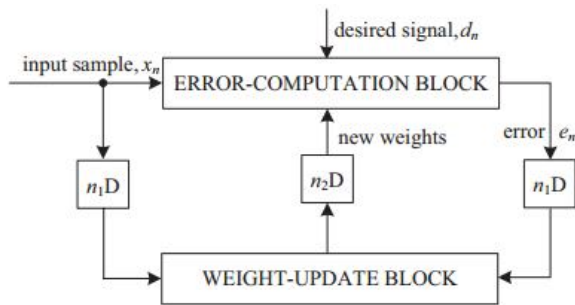 desired signal, dn
input sample, xn
ERROR-COMPUTATION BLOCK
new weights
error en
n1D
n2D
n1D
WEIGHT-UPDATE BLOCK